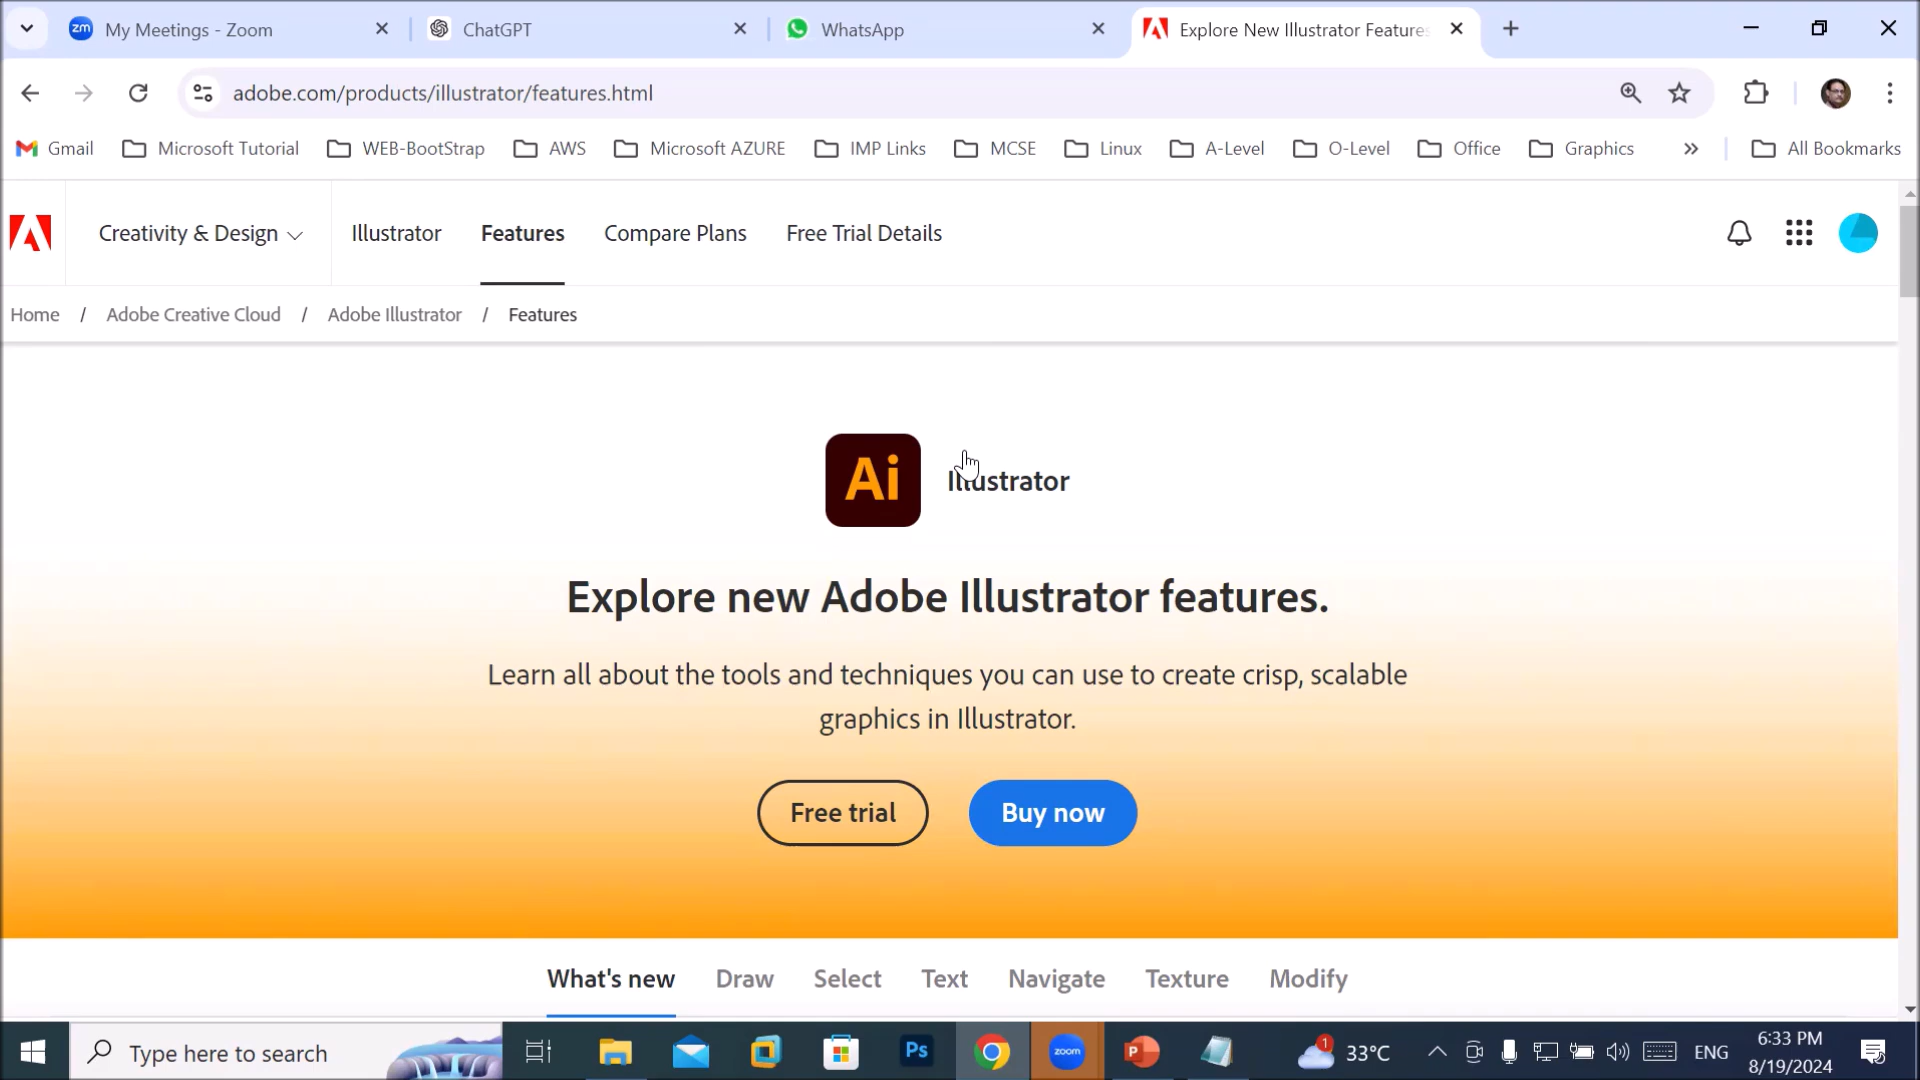 My Meetings - Zoom
ChatGPT
WhatsApp
Explore New Illustrator Features
adobe.com/products/illustrator/features.html
Gmail
Microsoft Tutorial
WEB-BootStrap
AWS
Microsoft AZURE
IMP Links
MCSE
Linux
A-Level
O-Level
Office
Graphics
All Bookmarks
Creativity & Design
Illustrator
Features
Compare Plans
Free Trial Details
Home / Adobe Creative Cloud / Adobe Illustrator / Features
Ai
Illustrator
Explore new Adobe Illustrator features.
Learn all about the tools and techniques you can use to create crisp, scalable
graphics in Illustrator.
Free trial
Buy now
What's new
Draw
Select
Text
Navigate
Texture
Modify
Type here to search
Ps
zoom
1
33°C
ENG
6:33 PM
8/19/2024